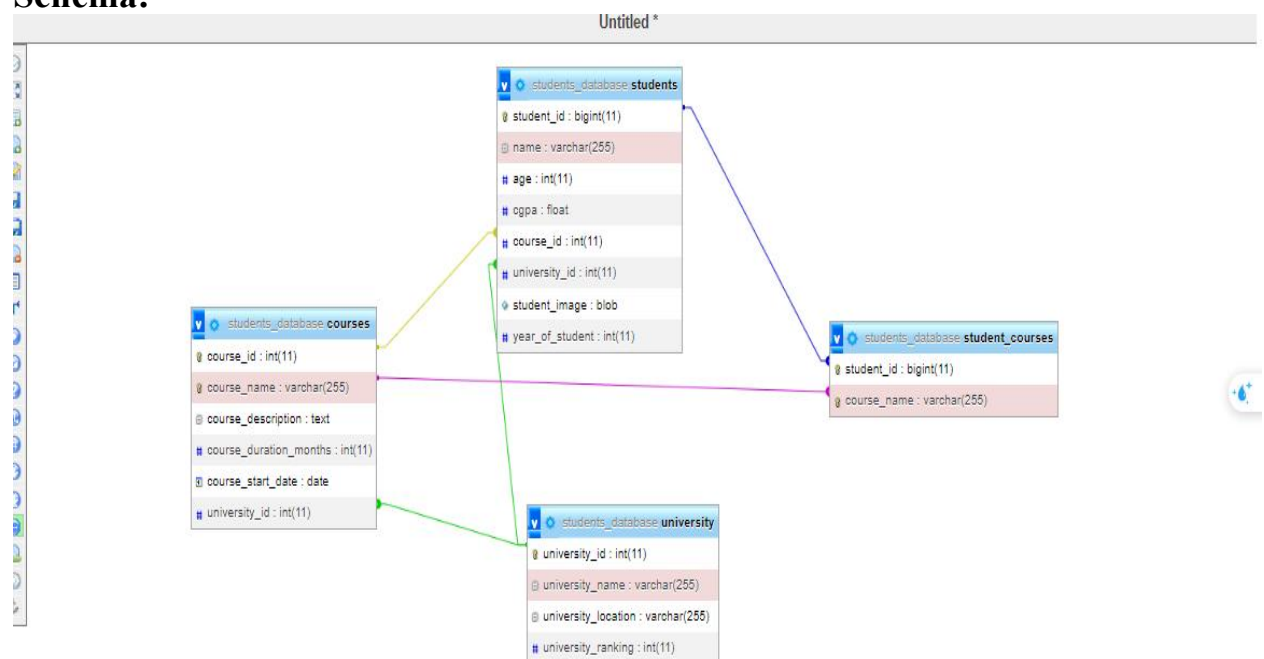 Schema:
Untitled *
students_database students
student_id : bigint(11)
name : varchar(255)
age : int(11)
cgpa : float
course_id : int(11)
university_id : int(11)
student_image : blob
year_of_student : int(11)
students_database courses
course_id : int(11)
course_name : varchar(255)
course_description : text
course_duration_months : int(11)
course_start_date : date
university_id : int(11)
students_database student_courses
student_id : bigint(11)
course_name : varchar(255)
students_database university
university_id : int(11)
university_name : varchar(255)
university_location : varchar(255)
university_ranking : int(11)